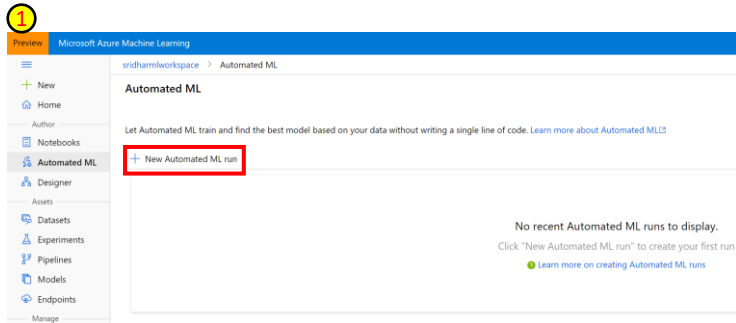 1
Preview Microsoft Azure Machine Learning
sridharmlworkspace > Automated ML
New
Automated ML
Home
Author
Let Automated ML train and find the best model based on your data without writing a single line of code. Learn more about Automated ML
Notebooks
Automated ML
+ New Automated ML run
Designer
Assets
Datasets
No recent Automated ML runs to display.
Experiments
Click "New Automated ML run" to create your first run
Pipelines
Learn more on creating Automated ML runs
Models
Endpoints
Manage